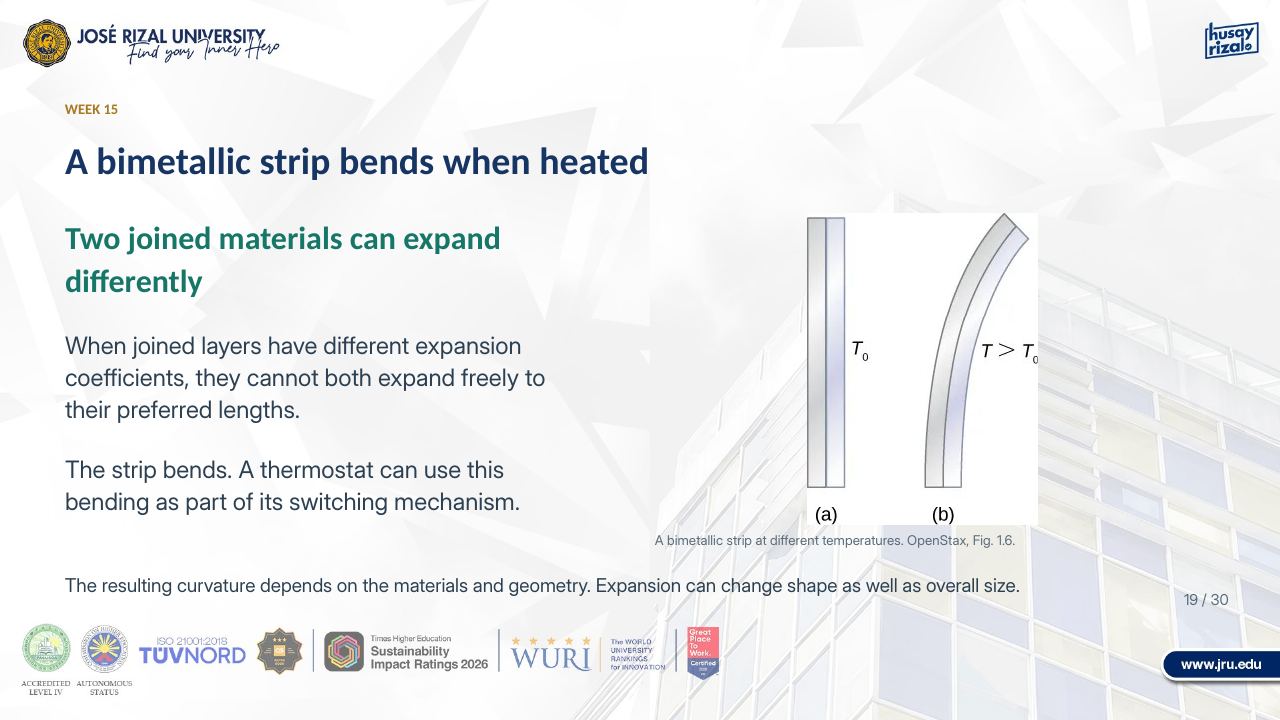 JOSÉ RIZAL UNIVERSITY
Find your Inner Hero
husay
rizal
WEEK 15
A bimetallic strip bends when heated
Two joined materials can expand
differently
When joined layers have different expansion
coefficients, they cannot both expand freely to
their preferred lengths.
The strip bends. A thermostat can use this
bending as part of its switching mechanism.
T0
T > T0
(a)
(b)
A bimetallic strip at different temperatures. OpenStax, Fig. 1.6.
The resulting curvature depends on the materials and geometry. Expansion can change shape as well as overall size.
19 / 30
ACCREDITED
LEVEL IV
AUTONOMOUS
STATUS
ISO 21001:2018
TÜVNORD
Times Higher Education
Sustainability
Impact Ratings 2026
WURI
The WORLD
UNIVERSITY
RANKINGS
for INNOVATION
Great
Place
To
Work.
Certified
www.jru.edu